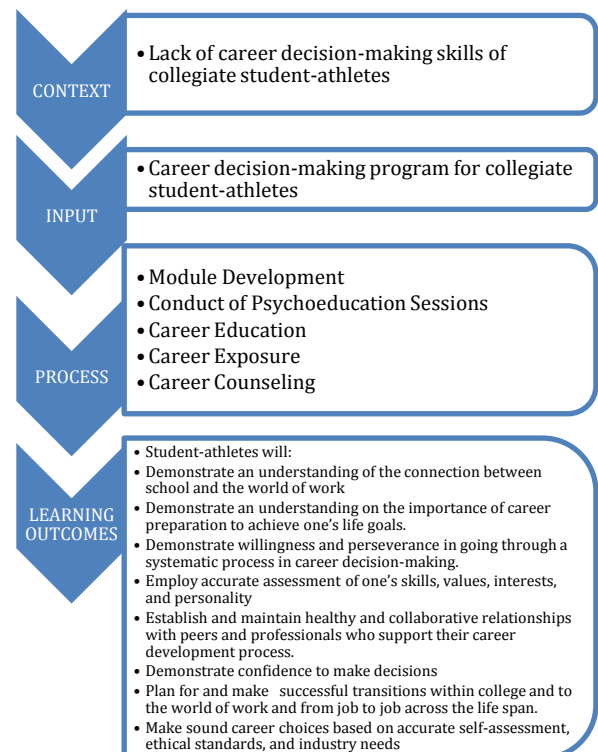 CONTEXT
• Lack of career decision-making skills of
collegiate student-athletes
INPUT
• Career decision-making program for collegiate
student-athletes
PROCESS
• Module Development
• Conduct of Psychoeducation Sessions
• Career Education
• Career Exposure
• Career Counseling
LEARNING
OUTCOMES
• Student-athletes will:
• Demonstrate an understanding of the connection between
school and the world of work
• Demonstrate an understanding on the importance of career
preparation to achieve one's life goals.
• Demonstrate willingness and perseverance in going through a
systematic process in career decision-making.
• Employ accurate assessment of one's skills, values, interests,
and personality
• Establish and maintain healthy and collaborative relationships
with peers and professionals who support their career
development process.
• Demonstrate confidence to make decisions
• Plan for and make successful transitions within college and to
the world of work and from job to job across the life span.
• Make sound career choices based on accurate self-assessment,
ethical standards, and industry needs